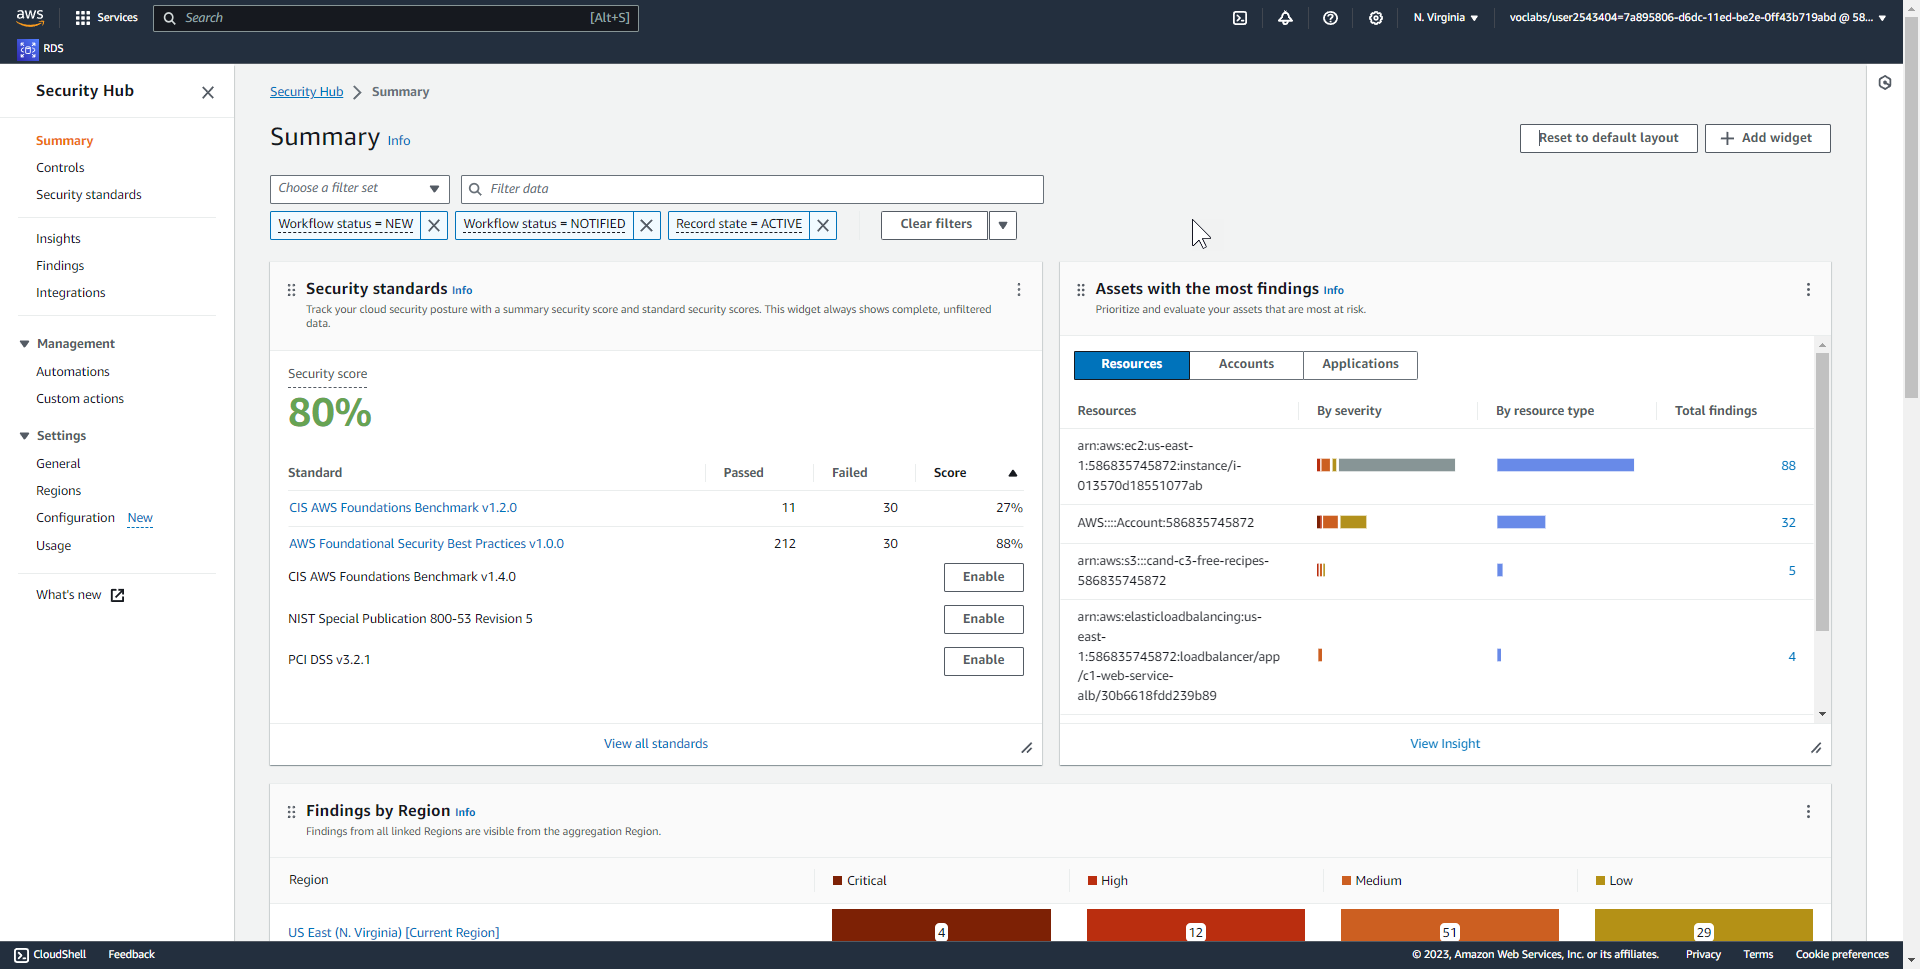 aws
Services
Search
[Alt+S]
N. Virginia
voclabs/user2543404=7a895806-d6dc-11ed-be2e-0ff43b719abd @ 58...
RDS
Security Hub
Summary
Controls
Security standards
Insights
Findings
Integrations
Management
Automations
Custom actions
Settings
General
Regions
Configuration New
Usage
What's new
Security Hub Summary
Summary Info
Reset to default layout
Add widget
Choose a filter set
Filter data
Workflow status = NEW
Workflow status = NOTIFIED
Record state = ACTIVE
Clear filters
Security standards Info
Track your cloud security posture with a summary security score and standard security scores. This widget always shows complete, unfiltered
data.
Security score
80%
Standard Passed Failed Score
CIS AWS Foundations Benchmark v1.2.0 11 30 27%
AWS Foundational Security Best Practices v1.0.0 212 30 88%
CIS AWS Foundations Benchmark v1.4.0 Enable
NIST Special Publication 800-53 Revision 5 Enable
PCI DSS v3.2.1 Enable
View all standards
Assets with the most findings Info
Prioritize and evaluate your assets that are most at risk.
Resources Accounts Applications
Resources By severity By resource type Total findings
arn:aws:ec2:us-east-
1:586835745872:instance/i-
013570d18551077ab
88
AWS::::Account:586835745872 32
arn:aws:s3:::cand-c3-free-recipes-
586835745872
5
arn:aws:elasticloadbalancing:us-
east-
1:586835745872:loadbalancer/app
/c1-web-service-
alb/30b6618fdd239b89
4
View Insight
Findings by Region Info
Findings from all linked Regions are visible from the aggregation Region.
Region Critical High Medium Low
US East (N. Virginia) [Current Region] 4 12 51 29
CloudShell Feedback
© 2023, Amazon Web Services, Inc. or its affiliates. Privacy Terms Cookie preferences